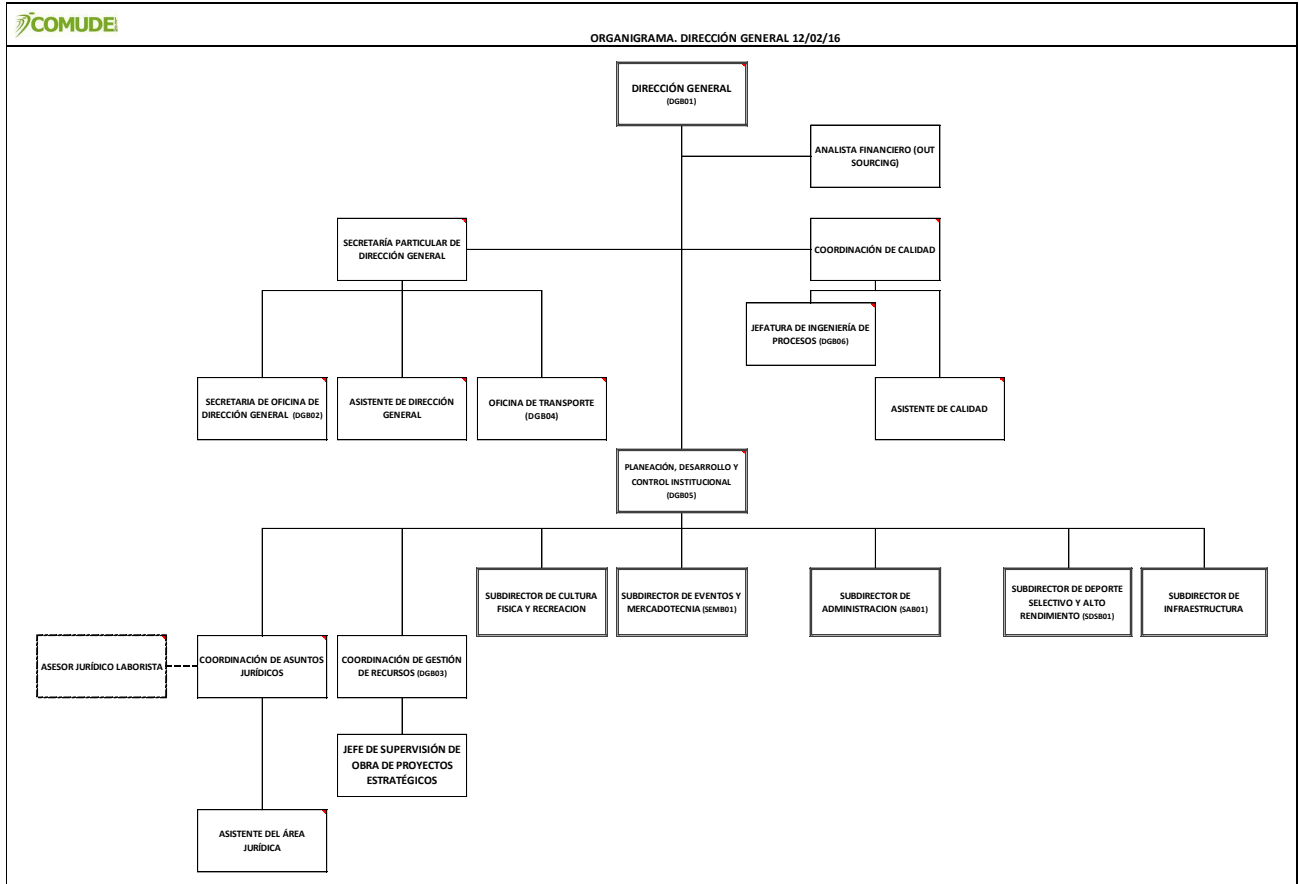 COMUDE
ORGANIGRAMA. DIRECCIÓN GENERAL 12/02/16
DIRECCIÓN GENERAL
(DGB01)
ANALISTA FINANCIERO (OUT
SOURCING)
SECRETARÍA PARTICULAR DE
DIRECCIÓN GENERAL
COORDINACIÓN DE CALIDAD
JEFATURA DE INGENIERÍA DE
PROCESOS (DGB06)
SECRETARIA DE OFICINA DE
DIRECCIÓN GENERAL (DGB02)
ASISTENTE DE DIRECCIÓN
GENERAL
OFICINA DE TRANSPORTE
(DGB04)
ASISTENTE DE CALIDAD
PLANEACIÓN, DESARROLLO Y
CONTROL INSTITUCIONAL
(DGB05)
SUBDIRECTOR DE CULTURA
FISICA Y RECREACION
SUBDIRECTOR DE EVENTOS Y
MERCADOTECNIA (SEMB01)
SUBDIRECTOR DE
ADMINISTRACION (SAB01)
SUBDIRECTOR DE DEPORTE
SELECTIVO Y ALTO
RENDIMIENTO (SDSB01)
SUBDIRECTOR DE
INFRAESTRUCTURA
ASESOR JURÍDICO LABORISTA
COORDINACIÓN DE ASUNTOS
JURÍDICOS
COORDINACIÓN DE GESTIÓN
DE RECURSOS (DGB03)
JEFE DE SUPERVISIÓN DE
OBRA DE PROYECTOS
ESTRATÉGICOS
ASISTENTE DEL ÁREA
JURÍDICA